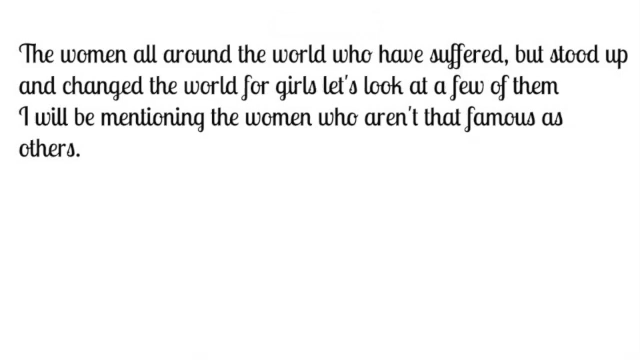 The women all around the world who have suffered, but stood up
and changed the world for girls let's look at a few of them
I will be mentioning the women who aren't that famous as
others.